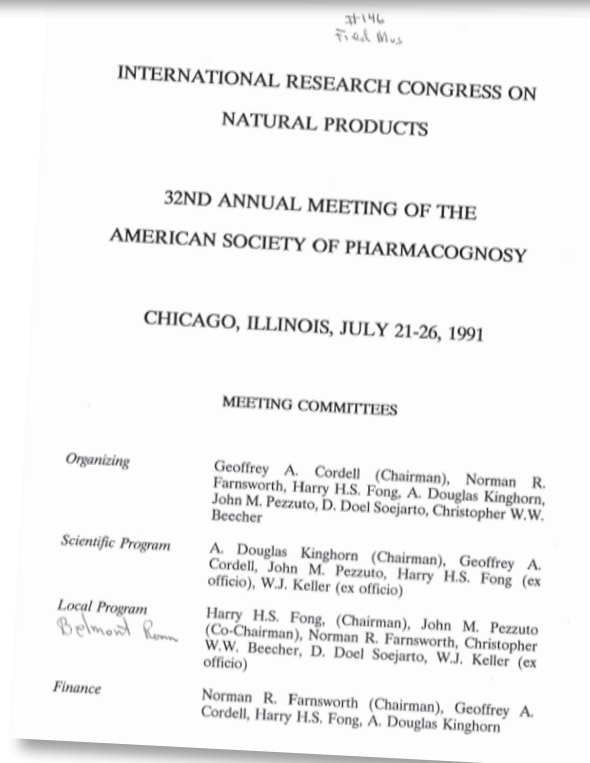 #146
Field Mus
INTERNATIONAL RESEARCH CONGRESS ON
NATURAL PRODUCTS
32ND ANNUAL MEETING OF THE
AMERICAN SOCIETY OF PHARMACOGNOSY
CHICAGO, ILLINOIS, JULY 21-26, 1991
MEETING COMMITTEES
Organizing
Geoffrey A. Cordell (Chairman), Norman R.
Farnsworth, Harry H.S. Fong, A. Douglas Kinghorn,
John M. Pezzuto, D. Doel Soejarto, Christopher W.W.
Beecher
Scientific Program
A. Douglas Kinghorn (Chairman), Geoffrey A.
Cordell, John M. Pezzuto, Harry H.S. Fong (ex
officio), W.J. Keller (ex officio)
Local Program
Belmont Room
Harry H.S. Fong, (Chairman), John M. Pezzuto
(Co-Chairman), Norman R. Farnsworth, Christopher
W.W. Beecher, D. Doel Soejarto, W.J. Keller (ex
officio)
Finance
Norman R. Farnsworth (Chairman), Geoffrey A.
Cordell, Harry H.S. Fong, A. Douglas Kinghorn